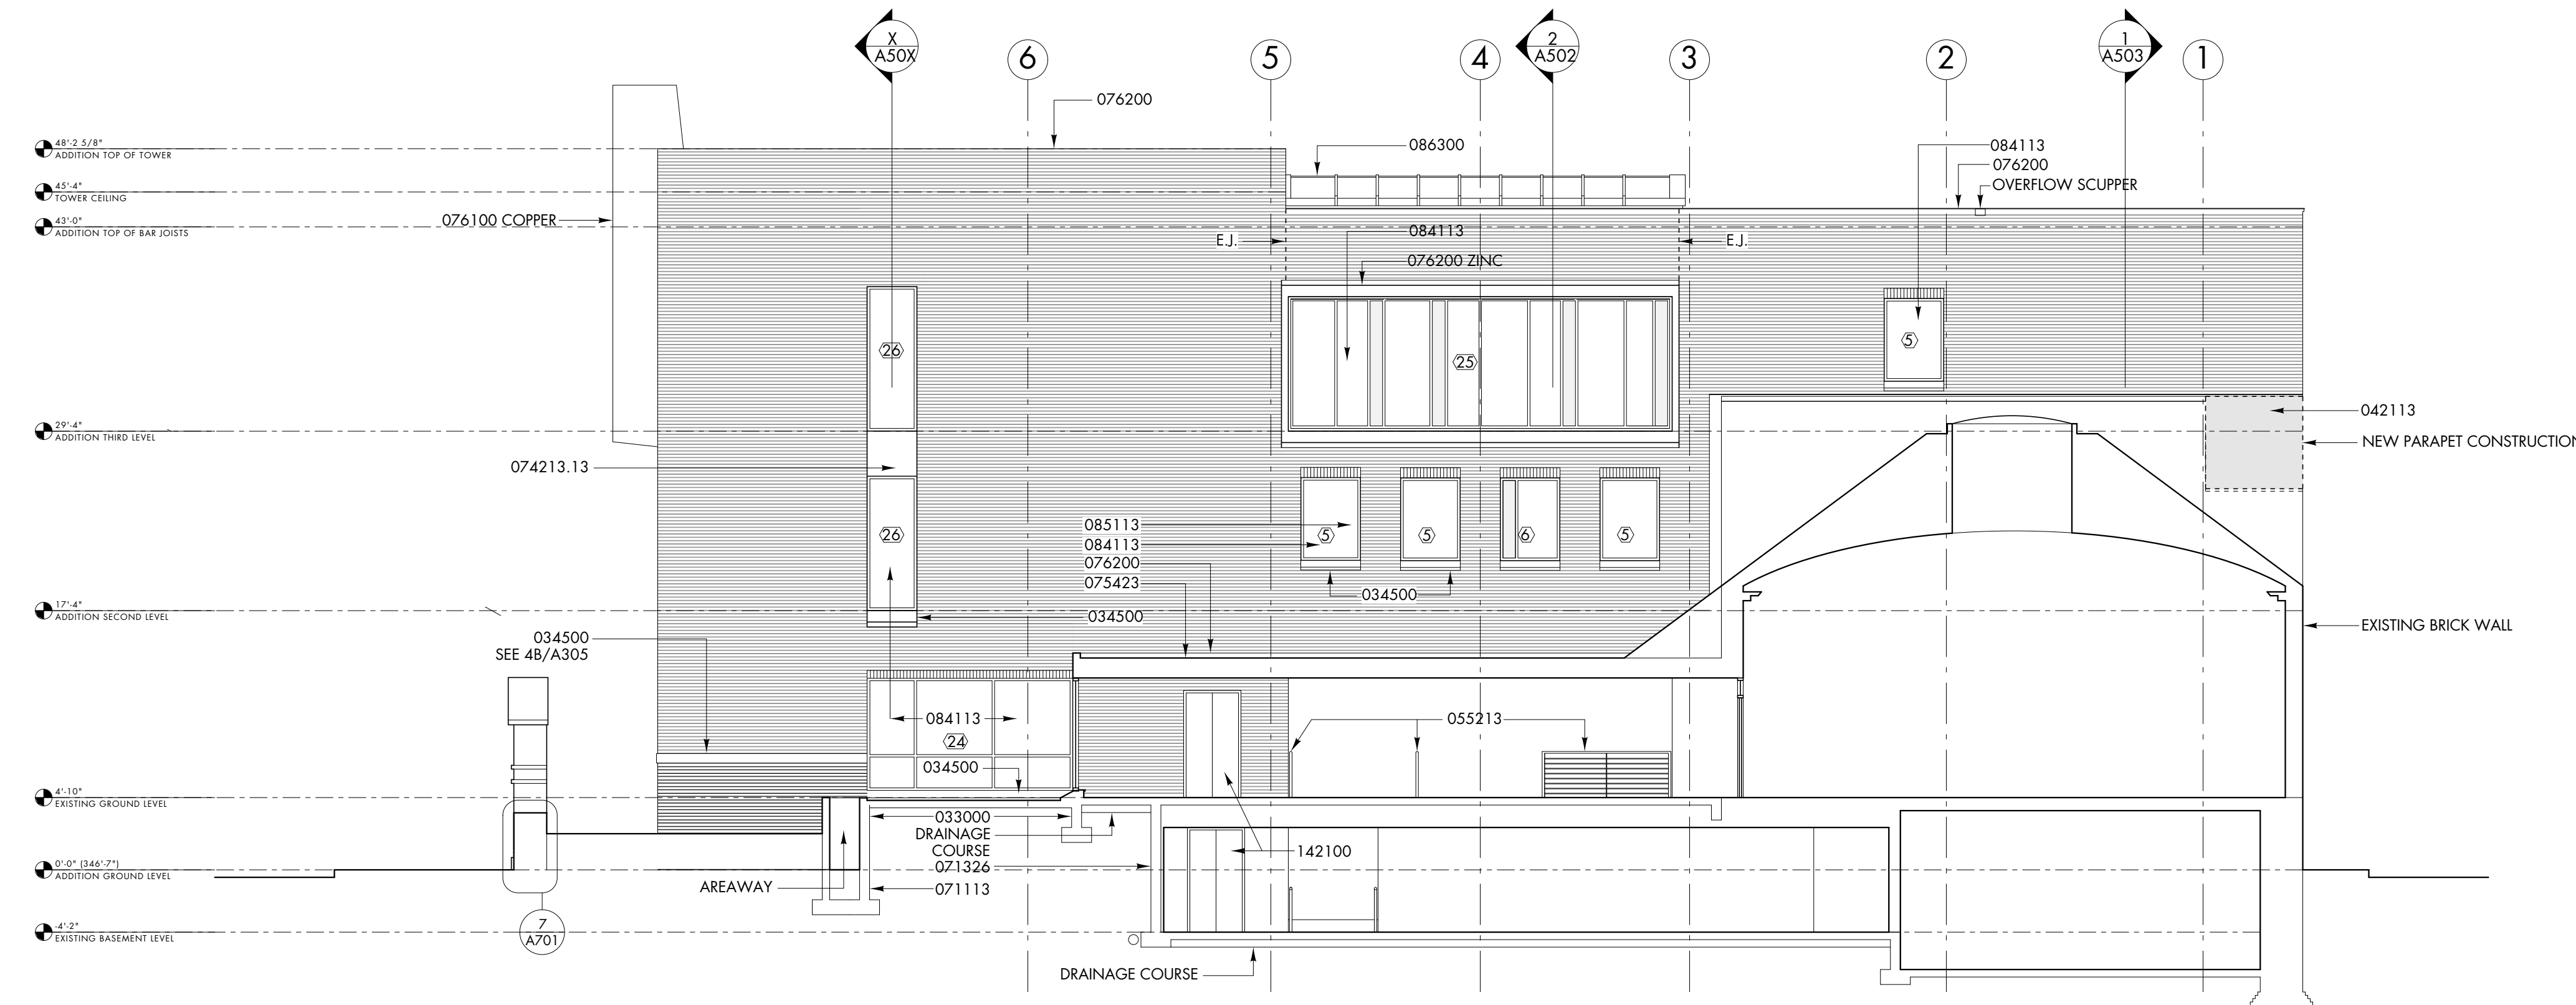 X
A50X
6
5
4
2
A502
3
2
1
A503
1
076200
48'-2 5/8"
ADDITION TOP OF TOWER
086300
084113
076200
OVERFLOW SCUPPER
45'-4"
TOWER CEILING
076100 COPPER
43'-0"
ADDITION TOP OF BAR JOISTS
E.J.
084113
E.J.
076200 ZINC
26
25
5
29'-4"
ADDITION THIRD LEVEL
042113
NEW PARAPET CONSTRUCTION
074213.13
085113
084113
076200
075423
26
5
5
6
5
034500
17'-4"
ADDITION SECOND LEVEL
034500
EXISTING BRICK WALL
034500
SEE 4B/A305
084113
24
055213
034500
4'-10"
EXISTING GROUND LEVEL
033000
DRAINAGE
COURSE
071326
142100
0'-0" (346'-7")
ADDITION GROUND LEVEL
AREAWAY
071113
7
A701
-4'-2"
EXISTING BASEMENT LEVEL
DRAINAGE COURSE